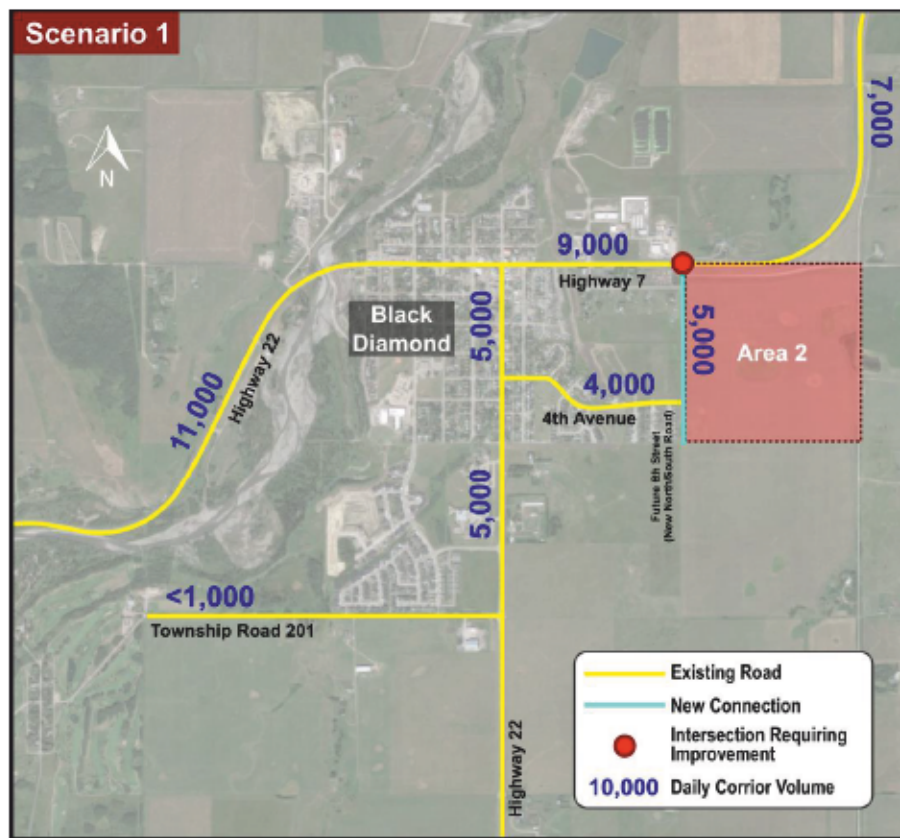 Scenario 1
N
7,000
9,000
Highway 7
Black
Diamond
5,000
5,000
Area 2
4,000
4th Avenue
11,000
Highway 22
Future 8th Street
(New North/South Road)
5,000
<1,000
Township Road 201
Highway 22
Existing Road
New Connection
Intersection Requiring
Improvement
10,000 Daily Corrior Volume